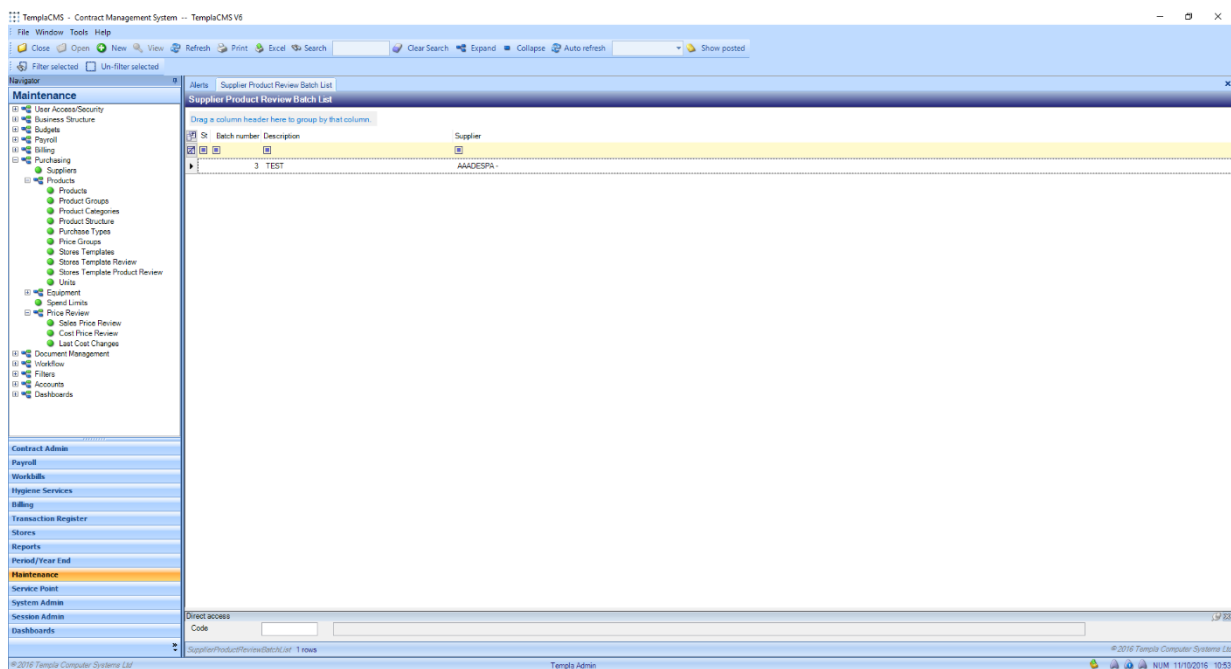 TemplaCMS - Contract Management System -- TemplaCMS V6
File Window Tools Help
Close Open New View Refresh Print Excel Search Clear Search Expand Collapse Auto refresh Show posted
Filter selected Un-filter selected
Navigator
Maintenance
User Access/Security
Business Structure
Budgets
Payroll
Billing
Purchasing
Suppliers
Products
Products
Product Groups
Product Categories
Product Structure
Purchase Types
Price Groups
Stores Templates
Stores Template Review
Stores Template Product Review
Units
Equipment
Spend Limits
Price Review
Sales Price Review
Cost Price Review
Last Cost Changes
Document Management
Workflow
Filters
Accounts
Dashboards
Contract Admin
Payroll
Workbills
Hygiene Services
Billing
Transaction Register
Stores
Reports
Period/Year End
Maintenance
Service Point
System Admin
Session Admin
Dashboards
Alerts Supplier Product Review Batch List
Supplier Product Review Batch List
Drag a column header here to group by that column.
St Batch number Description Supplier
3 TEST AAADESPA -
Direct access
Code
SupplierProductReviewBatchList 1 rows © 2016 Templa Computer Systems Ltd
© 2016 Templa Computer Systems Ltd Templa Admin NUM 11/10/2016